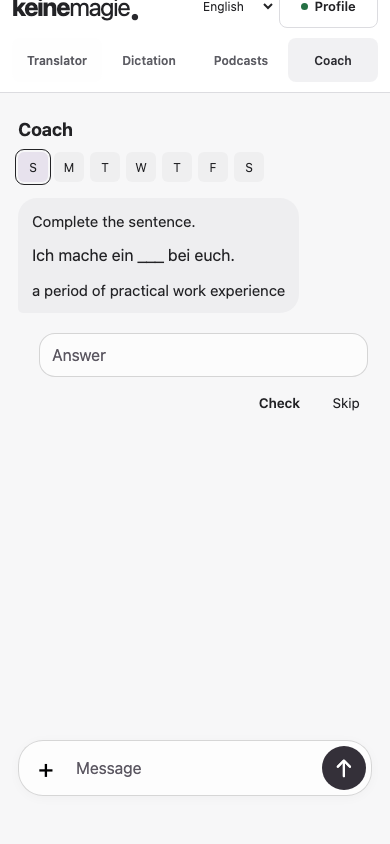 keinemagie.
English
Profile
Translator
Dictation
Podcasts
Coach
Coach
S
M
T
W
T
F
S
Complete the sentence.
Ich mache ein ___ bei euch.
a period of practical work experience
Answer
Check
Skip
Message